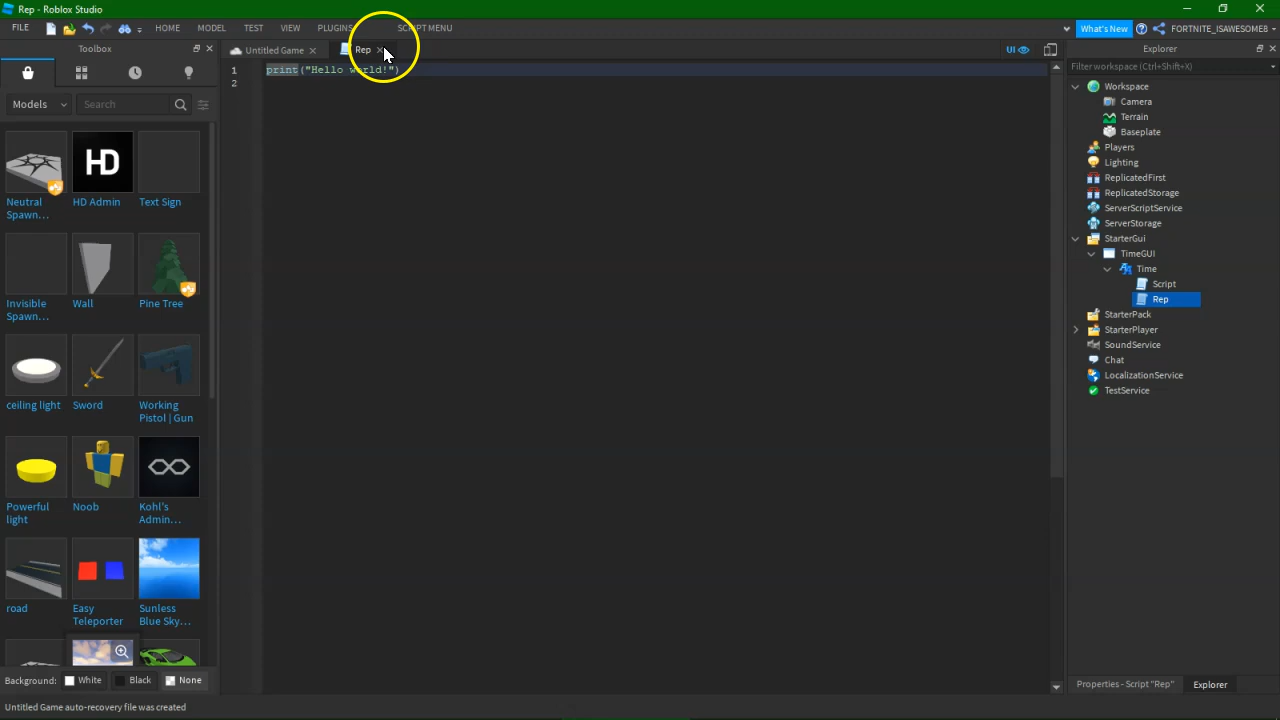 Rep - Roblox Studio
FILE HOME MODEL TEST VIEW PLUGINS SCRIPT MENU What's New FORTNITE_ISAWESOME8
Toolbox
Untitled Game
Rep
UI
Explorer
Filter workspace (Ctrl+Shift+X)
Models
Search
Neutral
Spawn...
HD
HD Admin
Text Sign
Invisible
Spawn...
Wall
Pine Tree
ceiling light
Sword
Working
Pistol | Gun
Powerful
light
Noob
Kohl's
Admin...
road
Easy
Teleporter
Sunless
Blue Sky...
Background: White Black None
1 print("Hello world!")
2
Workspace
Camera
Terrain
Baseplate
Players
Lighting
ReplicatedFirst
ReplicatedStorage
ServerScriptService
ServerStorage
StarterGui
TimeGUI
Time
Script
Rep
StarterPack
StarterPlayer
SoundService
Chat
LocalizationService
TestService
Properties - Script "Rep"
Explorer
Untitled Game auto-recovery file was created